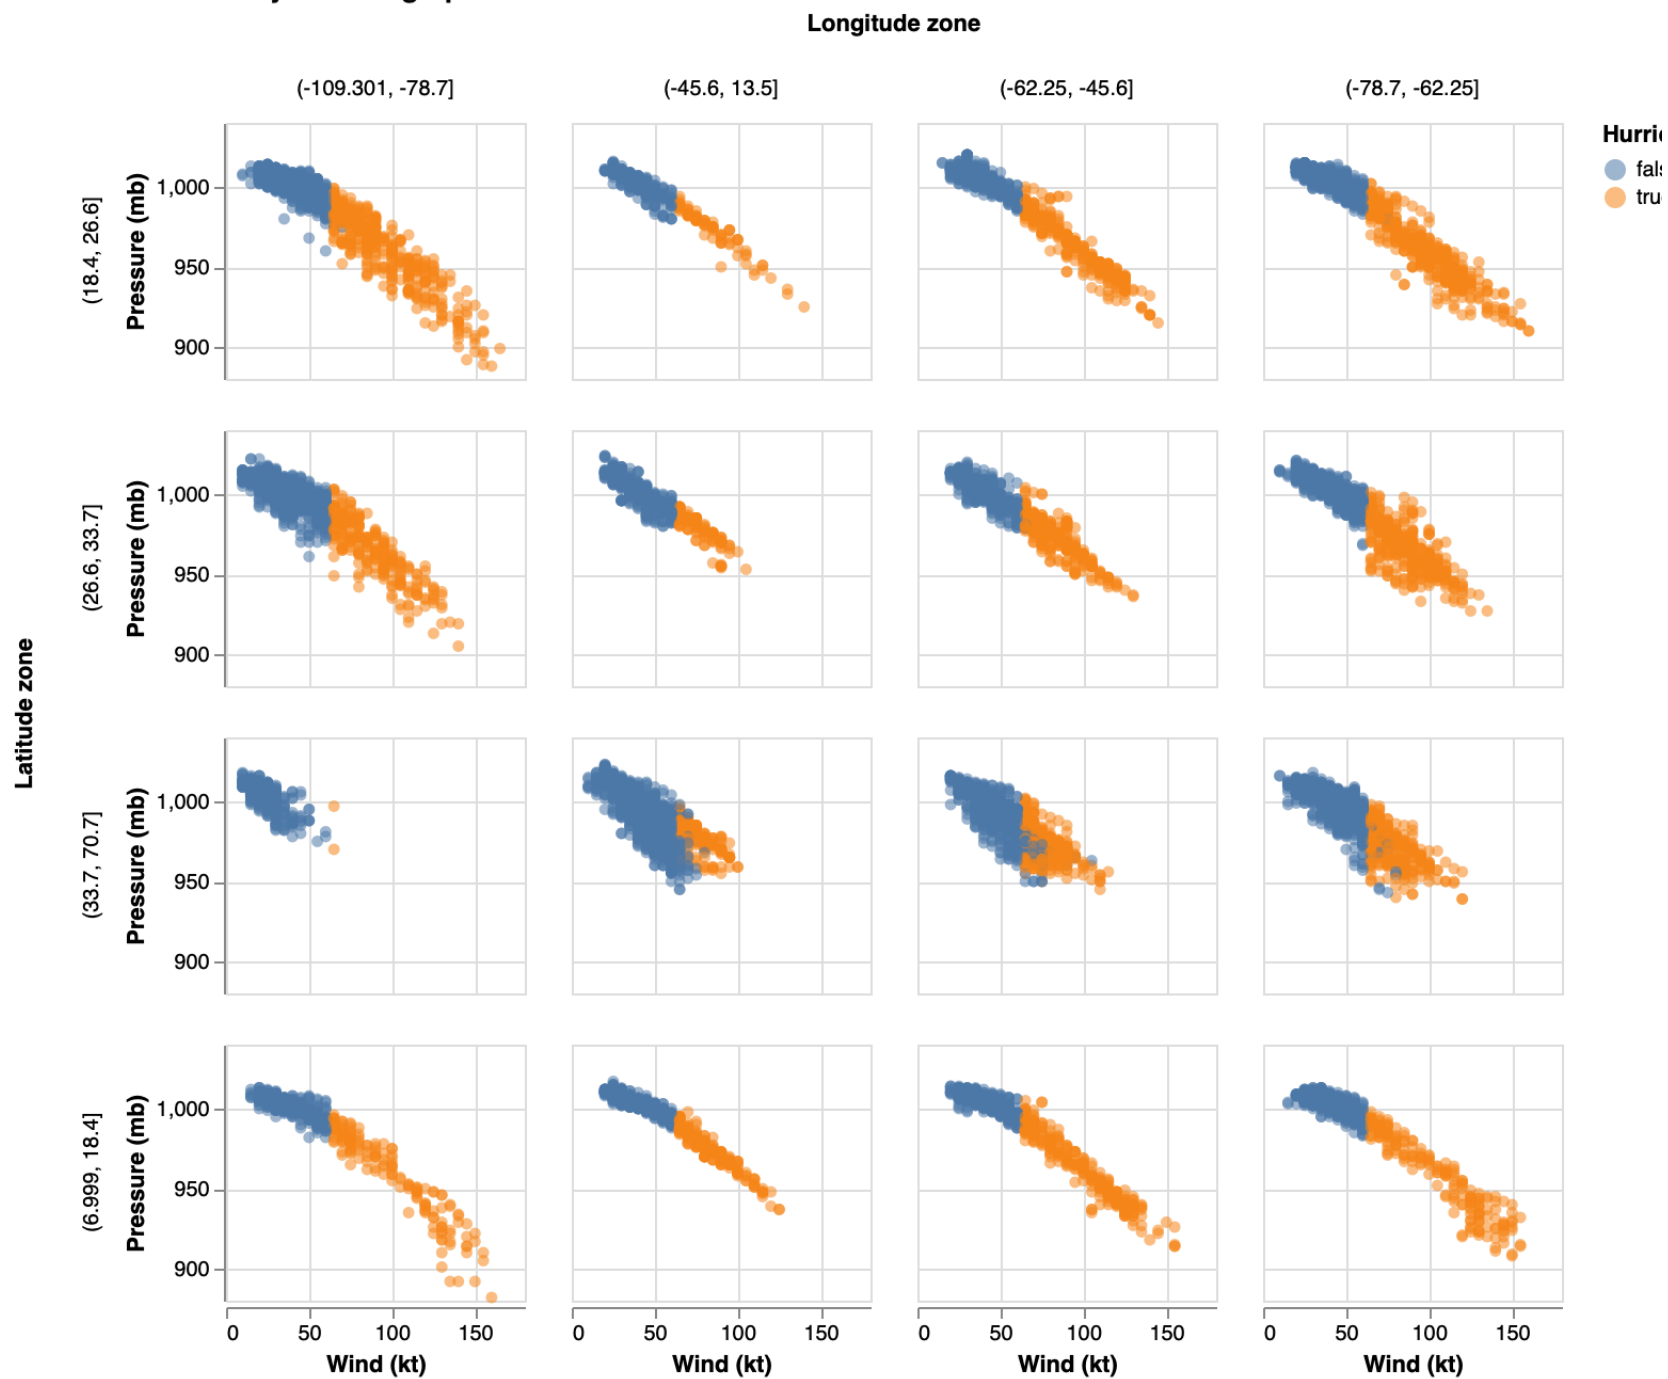 Longitude zone
(-109.301, -78.7]
(-45.6, 13.5]
(-62.25, -45.6]
(-78.7, -62.25]
Latitude zone
(18.4, 26.6]
Pressure (mb)
1,000
950
900
(26.6, 33.7]
Pressure (mb)
1,000
950
900
(33.7, 70.7]
Pressure (mb)
1,000
950
900
(6.999, 18.4]
Pressure (mb)
1,000
950
900
0 50 100 150
0 50 100 150
0 50 100 150
0 50 100 150
Wind (kt)
Wind (kt)
Wind (kt)
Wind (kt)